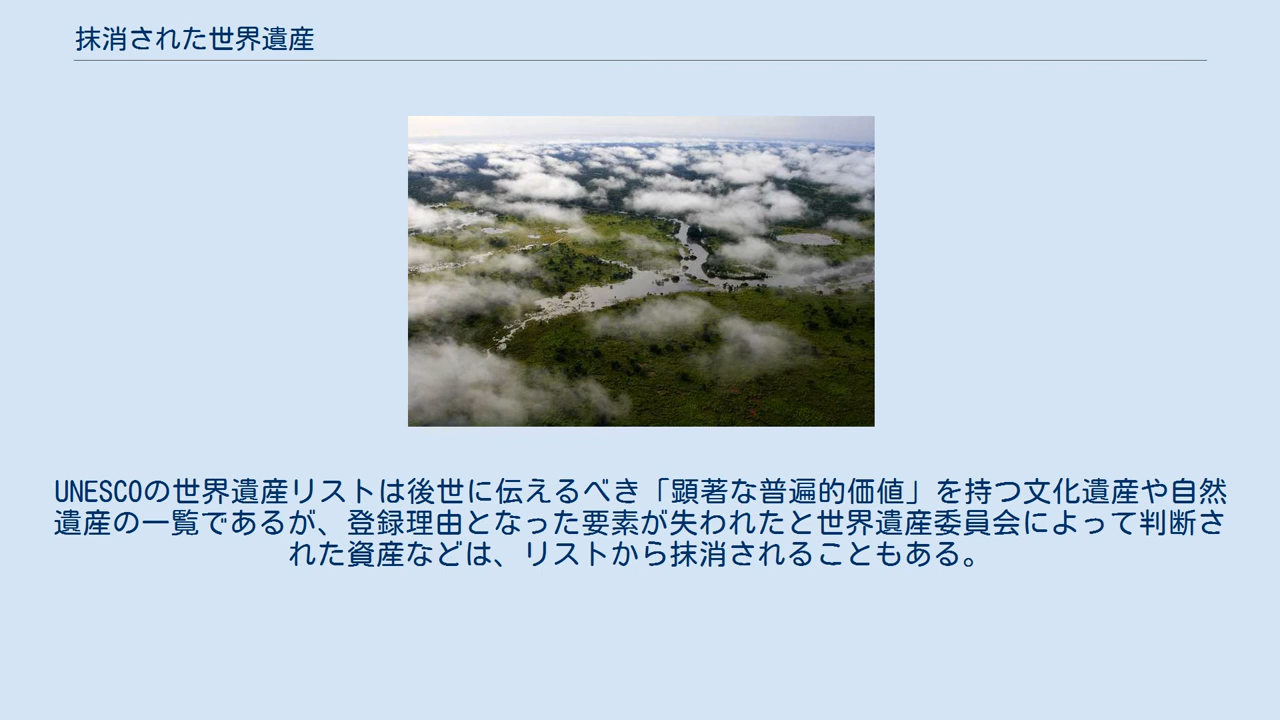 抹消された世界遺産
UNESCOの世界遺産リストは後世に伝えるべき「顕著な普遍的価値」を持つ文化遺産や自然
遺産の一覧であるが、登録理由となった要素が失われたと世界遺産委員会によって判断さ
れた資産などは、リストから抹消されることもある。